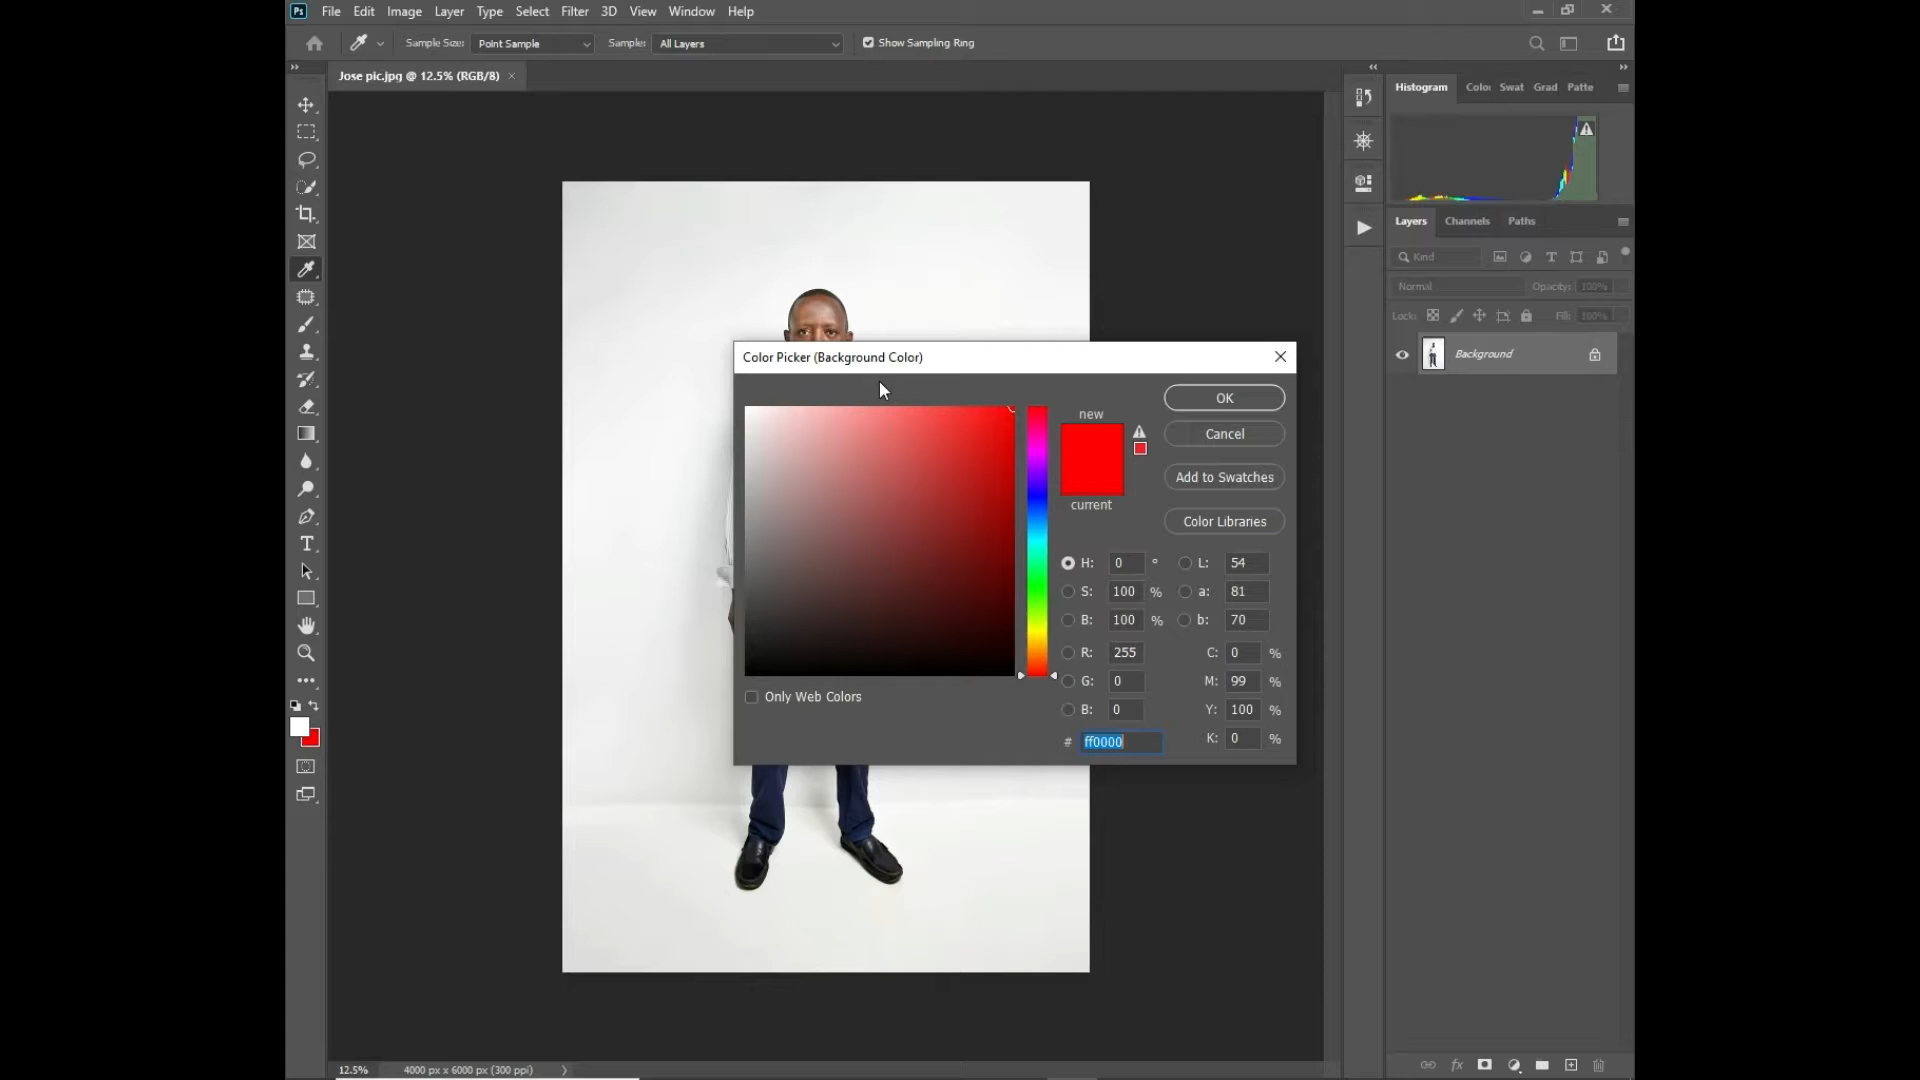 Ps File Edit Image Layer Type Select Filter 3D View Window Help
Sample Size: Point Sample Sample: All Layers Show Sampling Ring
Jose pic.jpg @ 12.5% (RGB/8) ×
Histogram Color Swat Grad Patte
Layers Channels Paths
Kind
Normal Opacity: 100%
Lock: Fill: 100%
Background
Color Picker (Background Color)
new
current
OK
Cancel
Add to Swatches
Color Libraries
H: 0 ° L: 54
S: 100 % a: 81
B: 100 % b: 70
R: 255 C: 0 %
G: 0 M: 99 %
B: 0 Y: 100 %
# ff0000 K: 0 %
Only Web Colors
12.5% 4000 px x 6000 px (300 ppi)